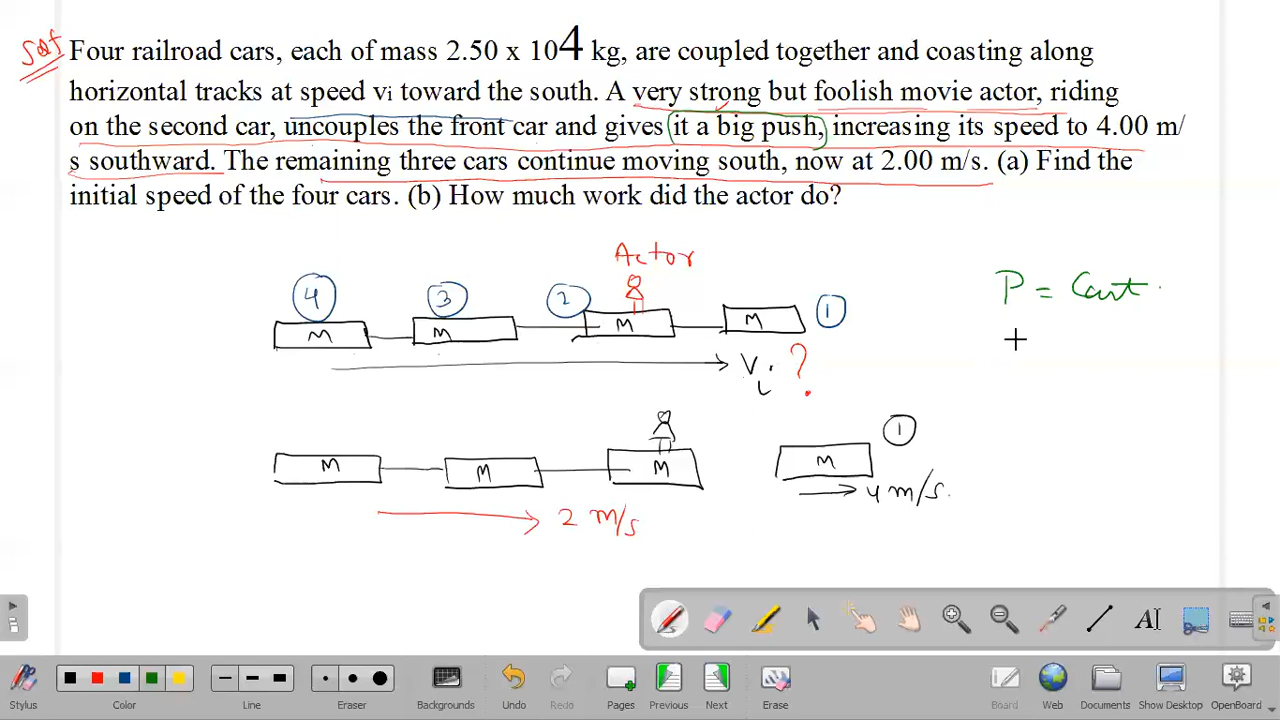 Sol
Four railroad cars, each of mass 2.50 x 104 kg, are coupled together and coasting along
horizontal tracks at speed vi toward the south. A very strong but foolish movie actor, riding
on the second car, uncouples the front car and gives it a big push, increasing its speed to 4.00 m/
s southward. The remaining three cars continue moving south, now at 2.00 m/s. (a) Find the
initial speed of the four cars. (b) How much work did the actor do?
Actor
4 3 2 1
M M M M
P = Cont.
Vi ?
1
M M M M
2 m/s
4 m/s.
Stylus Color Line Eraser Backgrounds Undo Redo Pages Previous Next Erase Board Web Documents Show Desktop OpenBoard